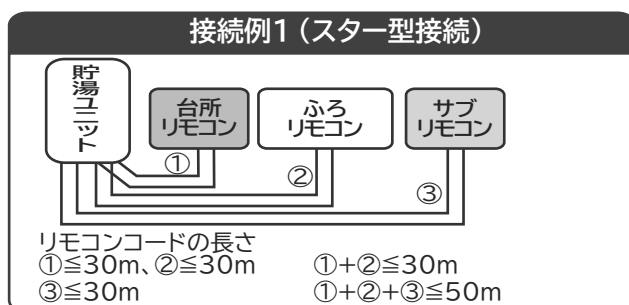 接続例1（スター型接続）
貯湯ユニット
台所
リモコン
ふろ
リモコン
サブ
リモコン
①
②
③
リモコンコードの長さ
①≦30m、②≦30m
①+②≦30m
③≦30m
①+②+③≦50m